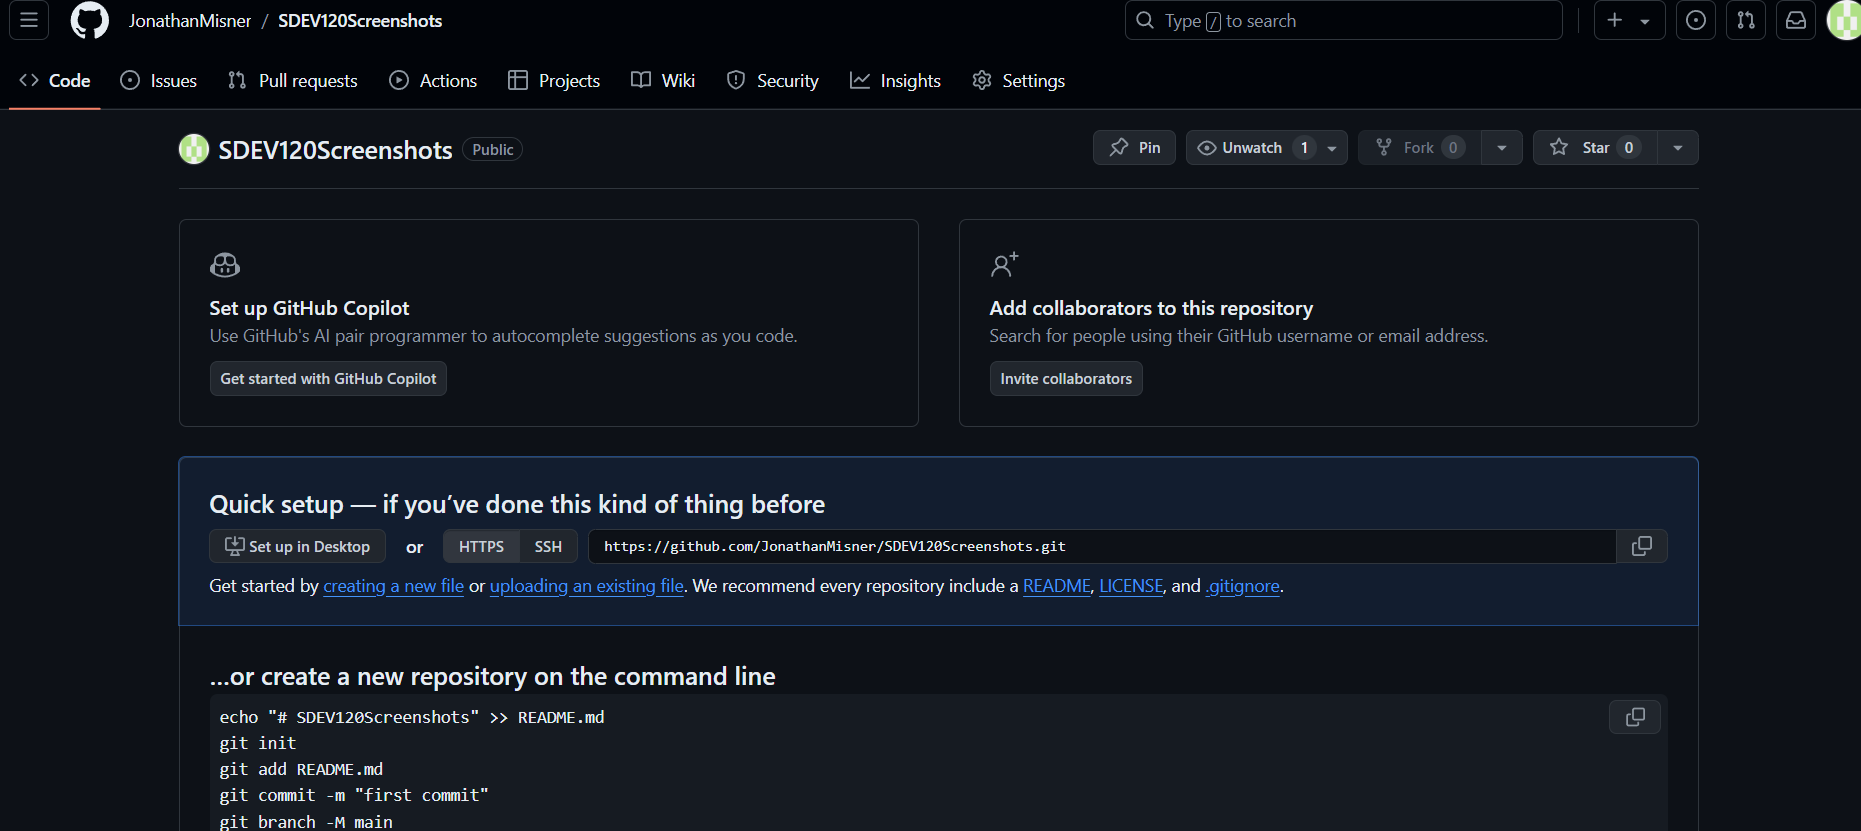 JonathanMisner / SDEV120Screenshots
Type / to search
Code Issues Pull requests Actions Projects Wiki Security Insights Settings
SDEV120Screenshots Public
Pin Unwatch 1 Fork 0 Star 0
Set up GitHub Copilot
Use GitHub's AI pair programmer to autocomplete suggestions as you code.
Get started with GitHub Copilot
Add collaborators to this repository
Search for people using their GitHub username or email address.
Invite collaborators
Quick setup — if you’ve done this kind of thing before
Set up in Desktop or HTTPS SSH https://github.com/JonathanMisner/SDEV120Screenshots.git
Get started by creating a new file or uploading an existing file. We recommend every repository include a README, LICENSE, and .gitignore.
…or create a new repository on the command line
echo "# SDEV120Screenshots" >> README.md
git init
git add README.md
git commit -m "first commit"
git branch -M main